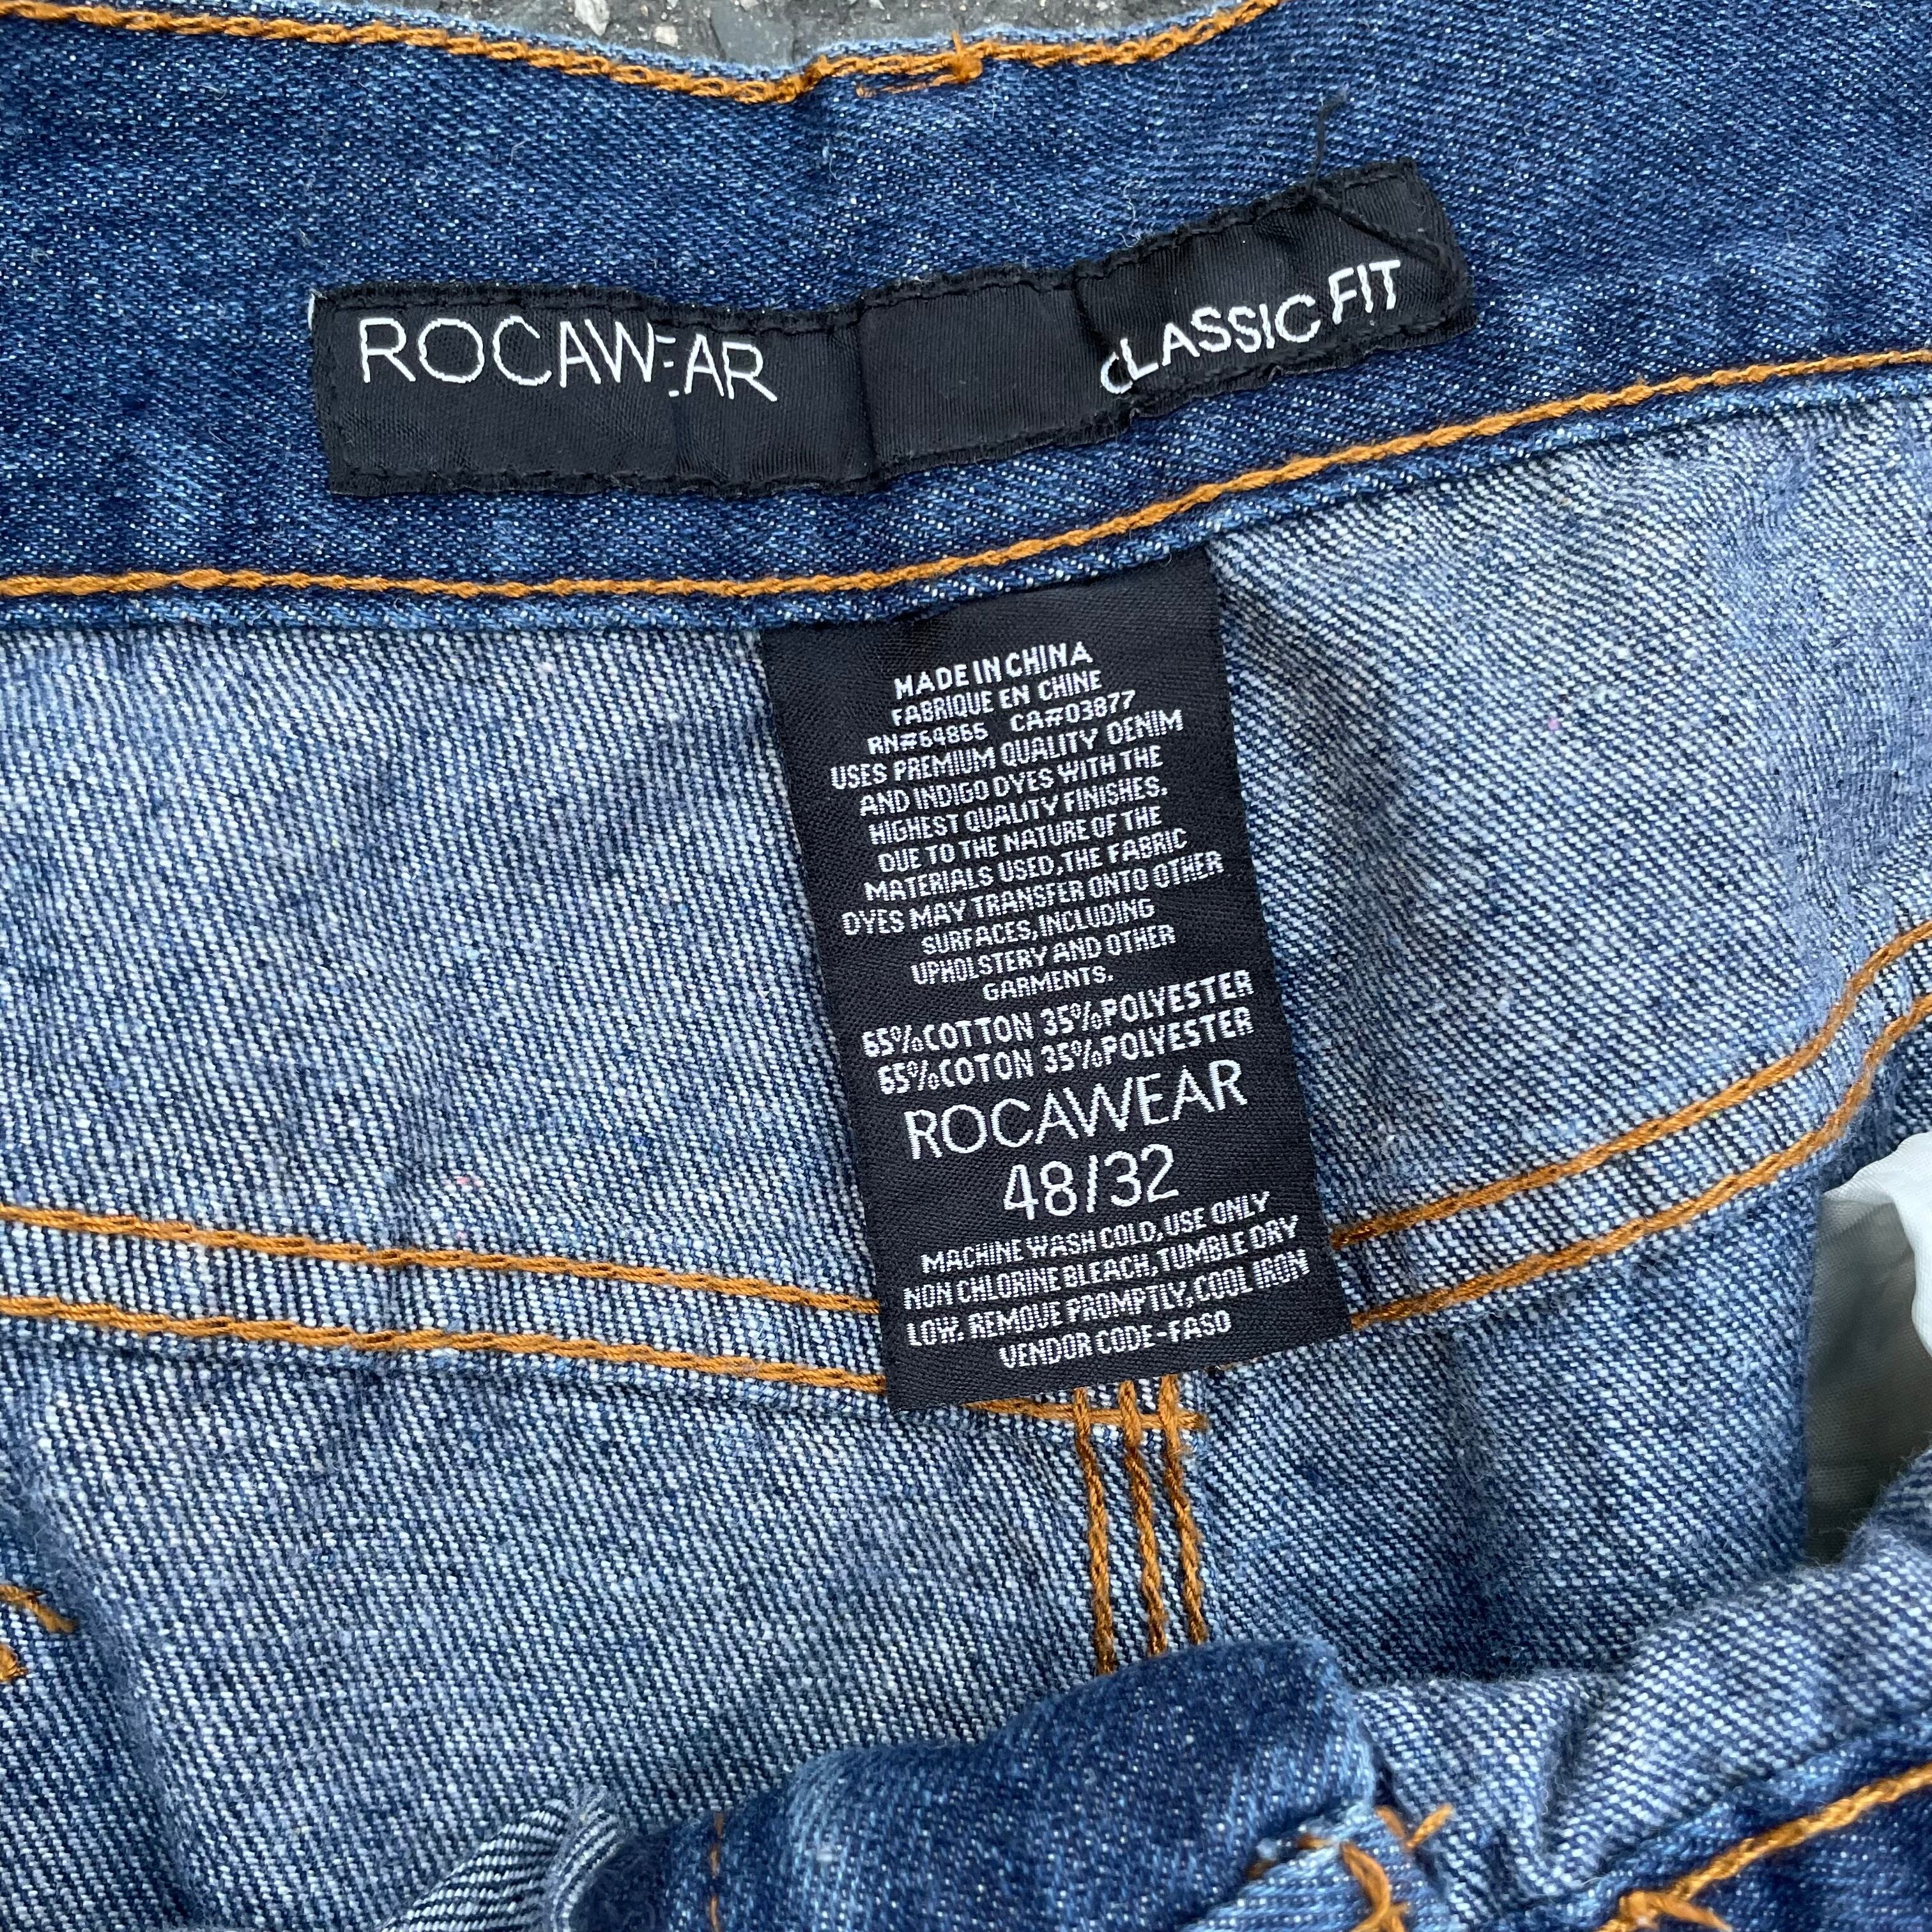 ROCAWEAR
CLASSIC FIT
MADE IN CHINA
FABRIQUE EN CHINE
RN#64865 CA#03877
USES PREMIUM QUALITY DENIM
AND INDIGO DYES WITH THE
HIGHEST QUALITY FINISHES.
DUE TO THE NATURE OF THE
MATERIALS USED, THE FABRIC
DYES MAY TRANSFER ONTO OTHER
SURFACES, INCLUDING
UPHOLSTERY AND OTHER
GARMENTS.
65%COTTON 35%POLYESTER
65%COTON 35%POLYESTER
ROCAWEAR
48/32
MACHINE WASH COLD, USE ONLY
NON CHLORINE BLEACH, TUMBLE DRY
LOW. REMOVE PROMPTLY, COOL IRON
VENDOR CODE-FASO